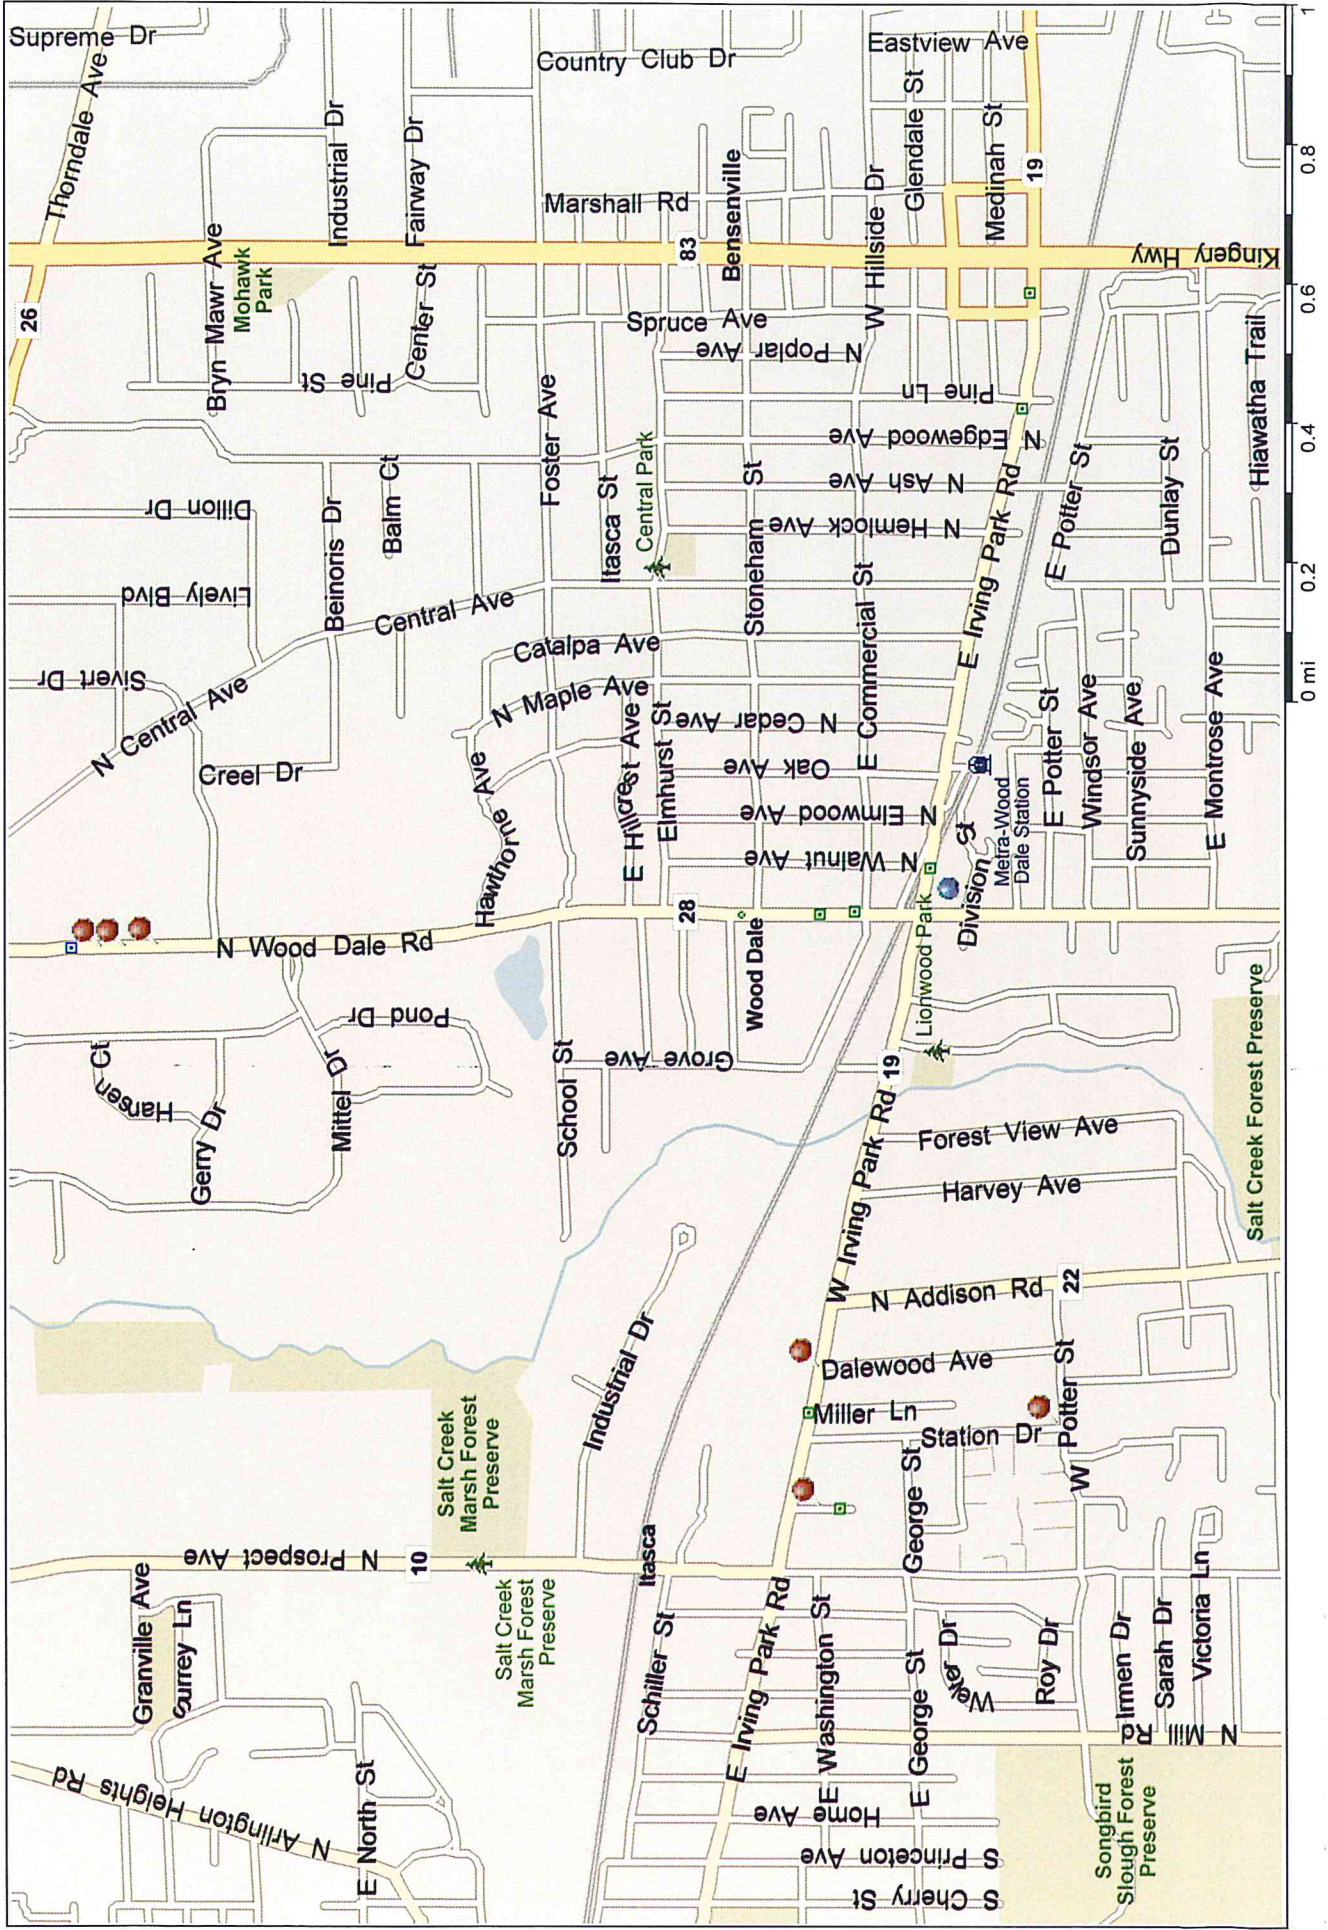 N Arlington Heights Rd
Granville Ave
Surrey Ln
E North St
N Prospect Ave
10
Salt Creek
Marsh Forest
Preserve
Salt Creek
Marsh Forest
Preserve
Hansen Ct
Gerry Dr
Mittel Dr
Pond Dr
N Wood Dale Rd
N Central Ave
Sivert Dr
Lively Blvd
Dillon Dr
Creel Dr
Beinoris Dr
Balm Ct
Central Ave
26
Thorndale Ave
Supreme Dr
Bryn Mawr Ave
Mohawk
Park
Industrial Dr
Pine St
Center St
Fairway Dr
Hawthorne Ave
N Maple Ave
Catalpa Ave
Foster Ave
School St
Itasca St
Country Club Dr
Marshall Rd
Spruce Ave
83
Central Park
Industrial Dr
Itasca
Schiller St
Grove Ave
28
E Hillcrest Ave
Elmhurst St
N Cedar Ave
N Poplar Ave
Bensenville
Wood Dale
Oak Ave
Stoneham St
N Walnut Ave
N Elmwood Ave
E Commercial St
N Hemlock Ave
N Ash Ave
N Edgewood Ave
Pine Ln
W Hillside Dr
Glendale St
Eastview Ave
Medinah St
19
E Irving Park Rd
E Irving Park Rd
W Irving Park Rd
19
Lionwood Park
Division St
Metra-Wood
Dale Station
Home Ave
S Princeton Ave
S Cherry St
E Washington St
E George St
George St
Weker Dr
Roy Dr
Irmen Dr
Sarah Dr
Victoria Ln
N Mill Rd
Songbird
Slough Forest
Preserve
Miller Ln
Station Dr
Dalewood Ave
N Addison Rd
22
W Potter St
Harvey Ave
Forest View Ave
Salt Creek Forest Preserve
E Potter St
Windsor Ave
Sunnyside Ave
E Montrose Ave
E Potter St
Dunlay St
Hiawatha Trail
Kingery Hwy
0 mi
0.2
0.4
0.6
0.8
1